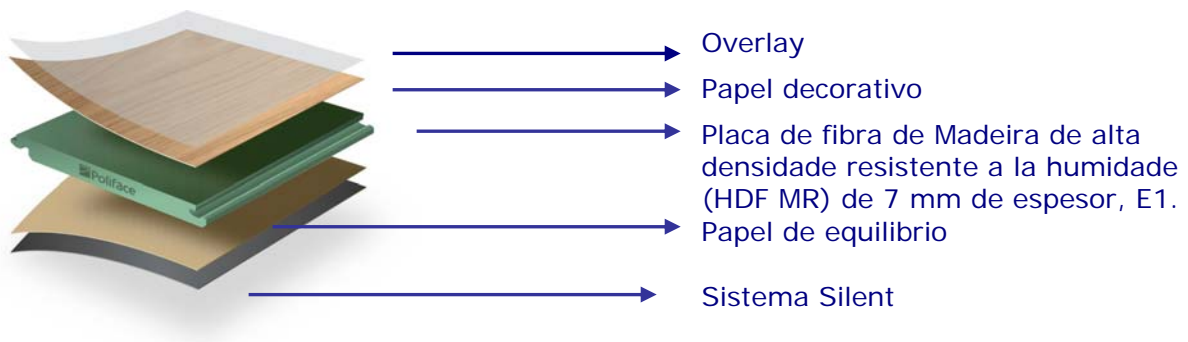 Overlay
Papel decorativo
Placa de fibra de Madeira de alta
densidade resistente a la humidade
(HDF MR) de 7 mm de espesor, E1.
Papel de equilibrio
Sistema Silent
Poliface